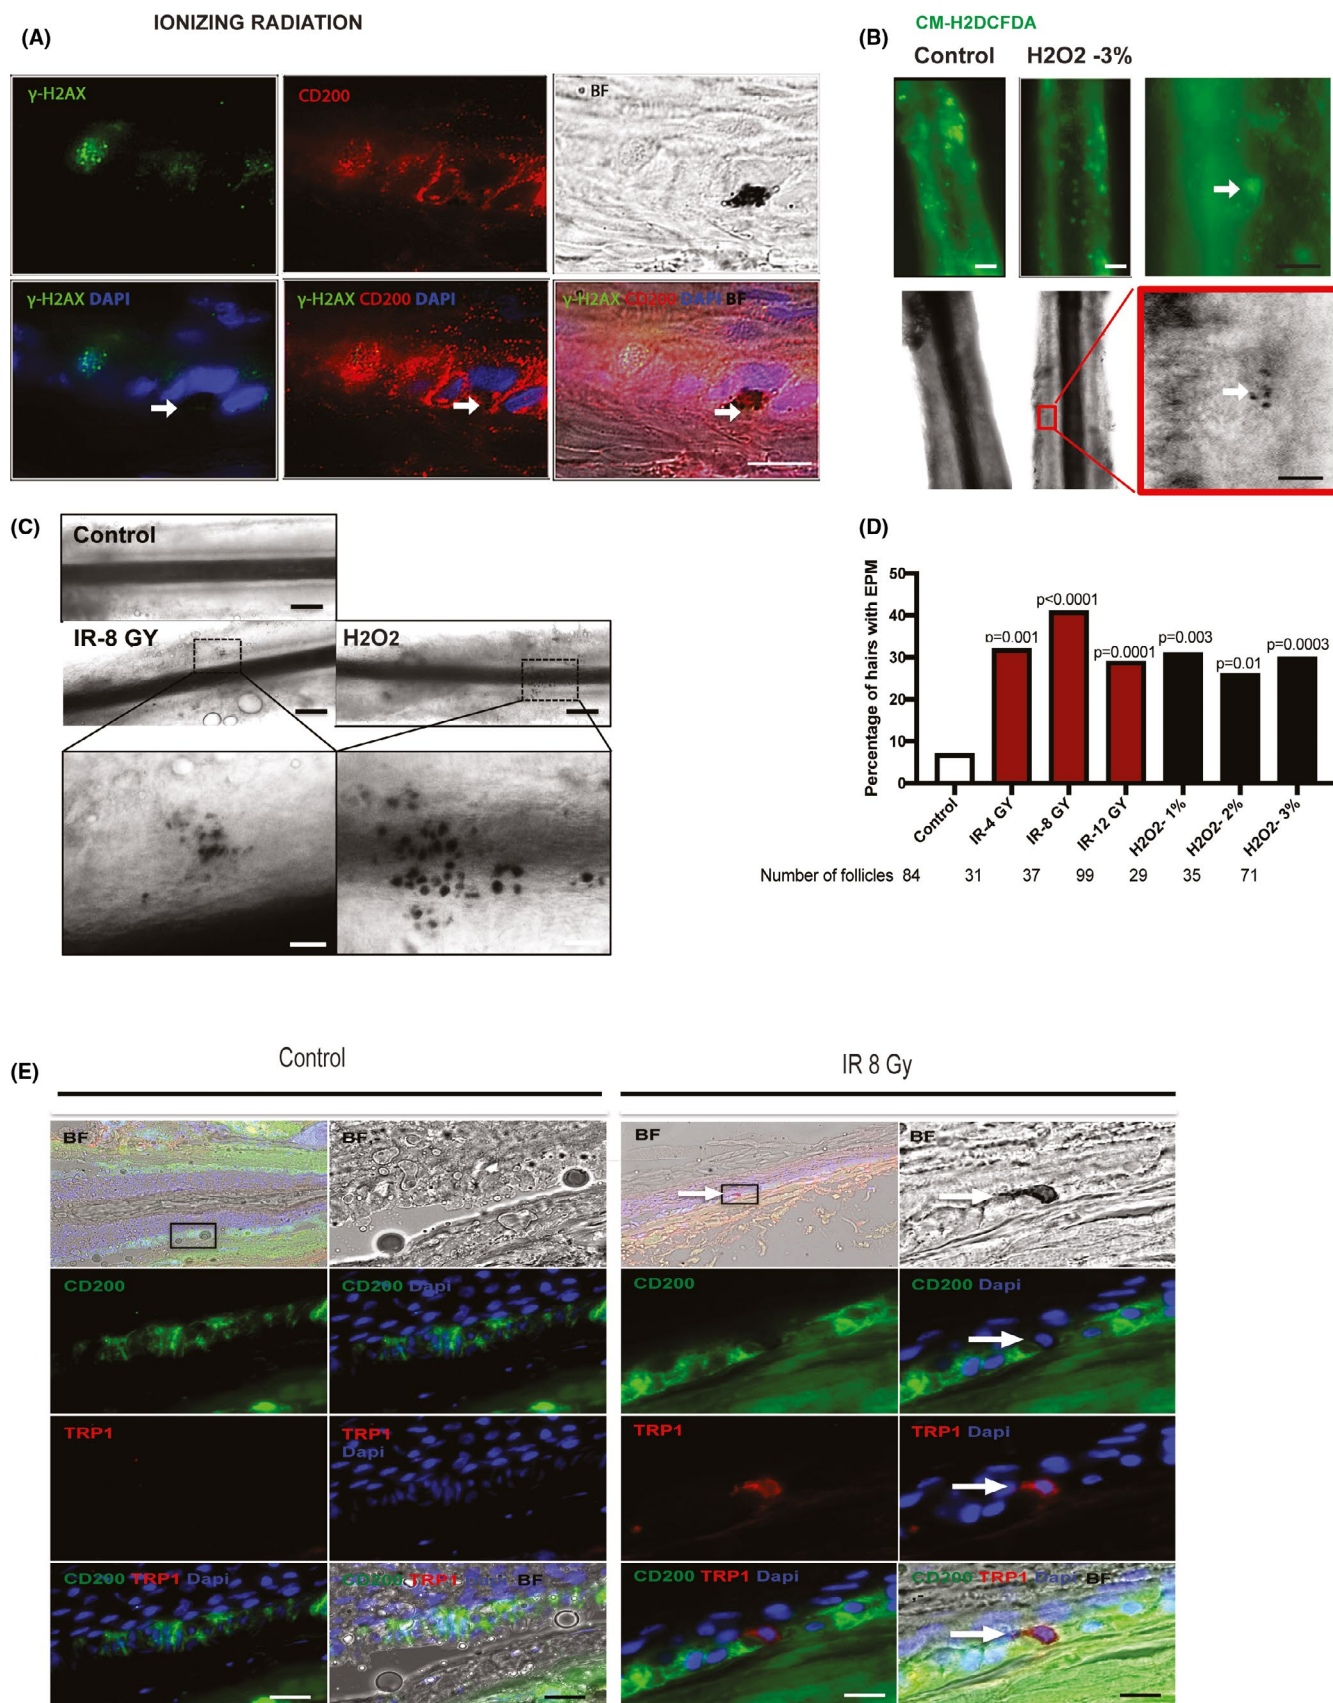 (A)
IONIZING RADIATION
γ-H2AX
CD200
BF
γ-H2AX DAPI
γ-H2AX CD200 DAPI
γ-H2AX CD200 DAPI BF
(B)
CM-H2DCFDA
Control
H2O2 -3%
(C)
Control
IR-8 GY
H2O2
(D)
Percentage of hairs with EPM
50
40
30
20
10
0
p=0.001
p<0.0001
p=0.0001
p=0.003
p=0.01
p=0.0003
Control
IR-4 GY
IR-8 GY
IR-12 GY
H2O2- 1%
H2O2- 2%
H2O2- 3%
Number of follicles 84 31 37 99 29 35 71
(E)
Control
IR 8 Gy
BF
BF
BF
BF
CD200
CD200 Dapi
CD200
CD200 Dapi
TRP1
TRP1
Dapi
TRP1
TRP1 Dapi
CD200 TRP1 Dapi
CD200 TRP1 Dapi BF
CD200 TRP1 Dapi
CD200 TRP1 Dapi BF